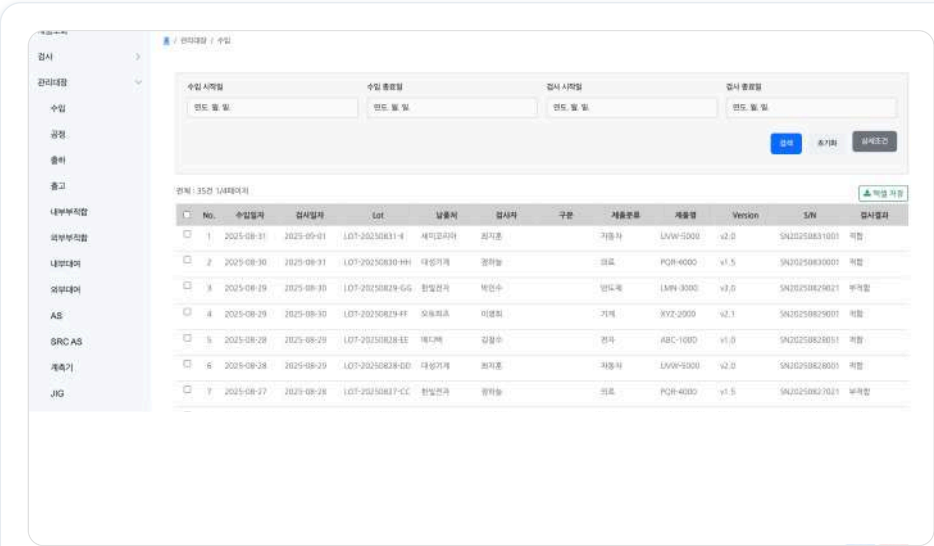 홈 / 관리대장 / 수입
검사
관리대장
수입
공정
출하
출고
내부부적합
외부부적합
내부대여
외부대여
AS
SRC AS
계측기
JIG
수입 시작일 수입 종료일 검사 시작일 검사 종료일
연도. 월. 일. 연도. 월. 일. 연도. 월. 일. 연도. 월. 일.
검색 초기화 상세조건
전체 : 35건 1/4페이지
엑셀 저장
No. 수입일자 검사일자 Lot 납품처 검사자 구분 제품분류 제품명 Version S/N 검사결과
1 2025-08-31 2025-09-01 세미코리아 최지훈 자동차 UVW-5000 v2.0 SN20250831001 적합
2 2025-08-30 2025-08-31 LOT-20250830-HH 대성기계 정하늘 의료 PQR-4000 v1.5 SN20250830001 적합
3 2025-08-29 2025-08-30 LOT-20250829-GG 한빛전자 박민수 반도체 LMN-3000 v3.0 SN20250829021 부적합
4 2025-08-29 2025-08-30 LOT-20250829-FF 오토피츠 이영희 기계 XYZ-2000 v2.1 SN20250829001 적합
5 2025-08-28 2025-08-29 LOT-20250828-EE 메디텍 김철수 전자 ABC-1000 v1.0 SN20250828051 적합
6 2025-08-28 2025-08-29 LOT-20250828-DD 대성기계 최지훈 자동차 UVW-5000 v2.0 SN20250828001 적합
7 2025-08-27 2025-08-28 LOT-20250827-CC 한빛전자 정하늘 의료 PQR-4000 v1.5 SN20250827021 부적합